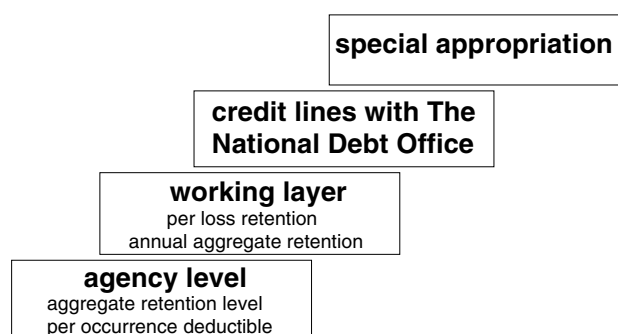 special appropriation
credit lines with The
National Debt Office
working layer
per loss retention
annual aggregate retention
agency level
aggregate retention level
per occurrence deductible